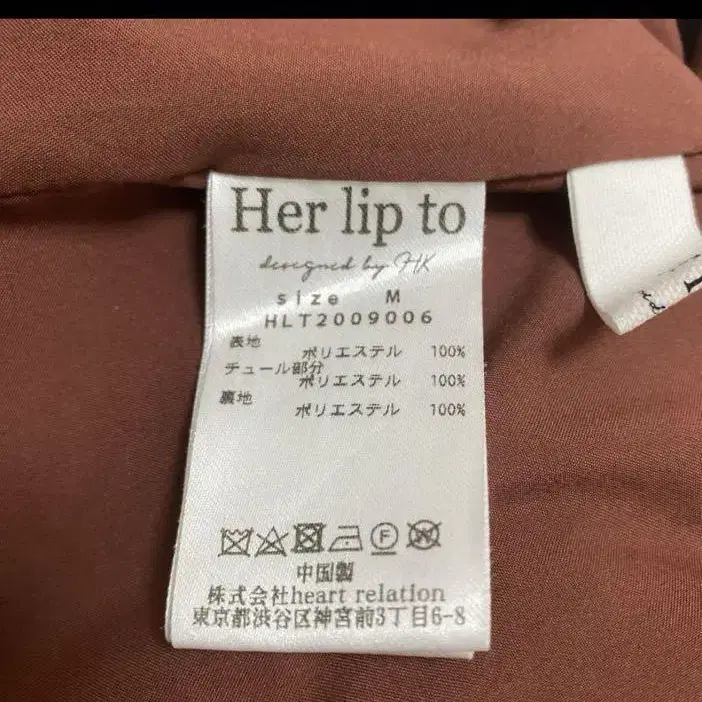 Her lip to
designed by HK
size M
HLT2009006
表地
ポリエステル 100%
チュール部分
ポリエステル 100%
裏地
ポリエステル 100%
F W
中国製
株式会社heart relation
東京都渋谷区神宮前3丁目6-8